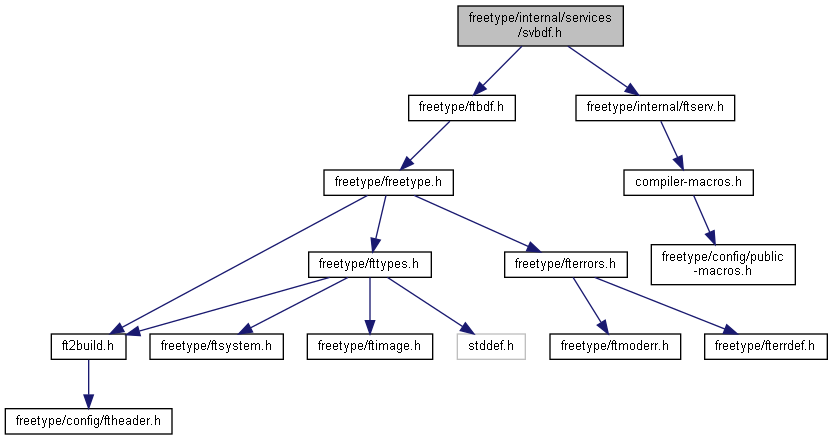 freetype/internal/services
/svbdf.h
freetype/ftbdf.h
freetype/internal/ftserv.h
freetype/freetype.h
compiler-macros.h
freetype/fttypes.h
freetype/fterrors.h
freetype/config/public
-macros.h
ft2build.h
freetype/ftsystem.h
freetype/ftimage.h
stddef.h
freetype/ftmoderr.h
freetype/fterrdef.h
freetype/config/ftheader.h